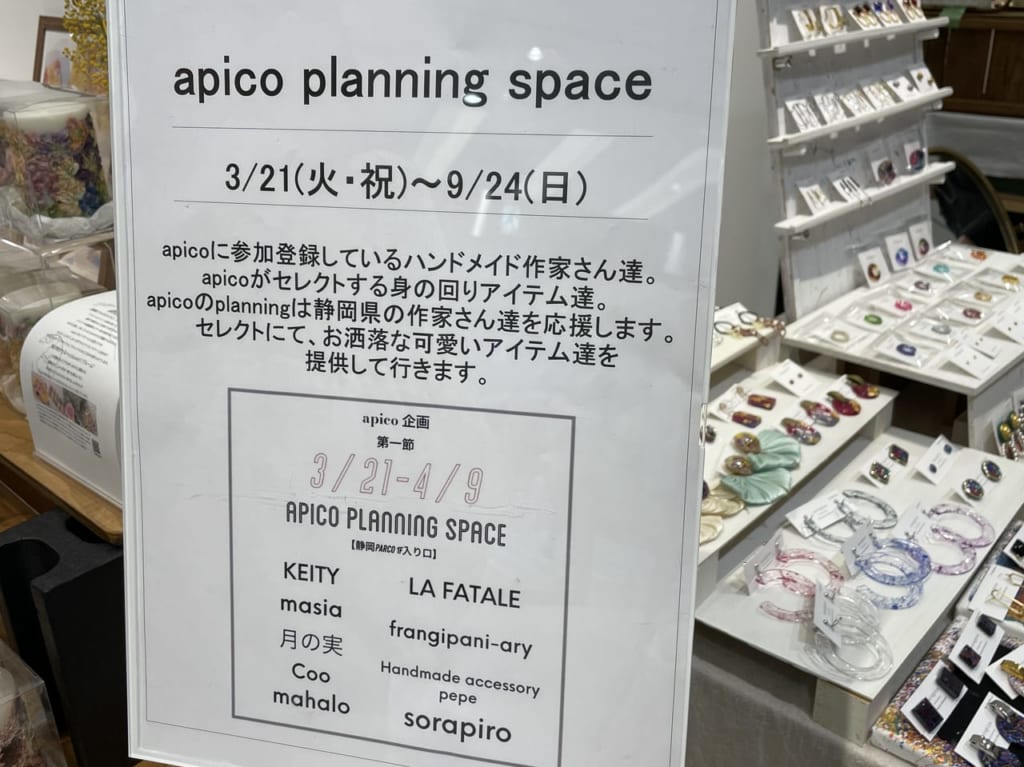 apico planning space
3/21(火・祝)～9/24(日)
apicoに参加登録しているハンドメイド作家さん達。
apicoがセレクトする身の回りアイテム達。
apicoのplanningは静岡県の作家さん達を応援します。
セレクトにて、お洒落な可愛いアイテム達を
提供して行きます。
apico 企画
第一節
3/21-4/9
APICO PLANNING SPACE
【静岡PARCO 1F入り口】
KEITY
masia
月の実
Coo
mahalo
LA FATALE
frangipani-ary
Handmade accessory
pepe
sorapiro